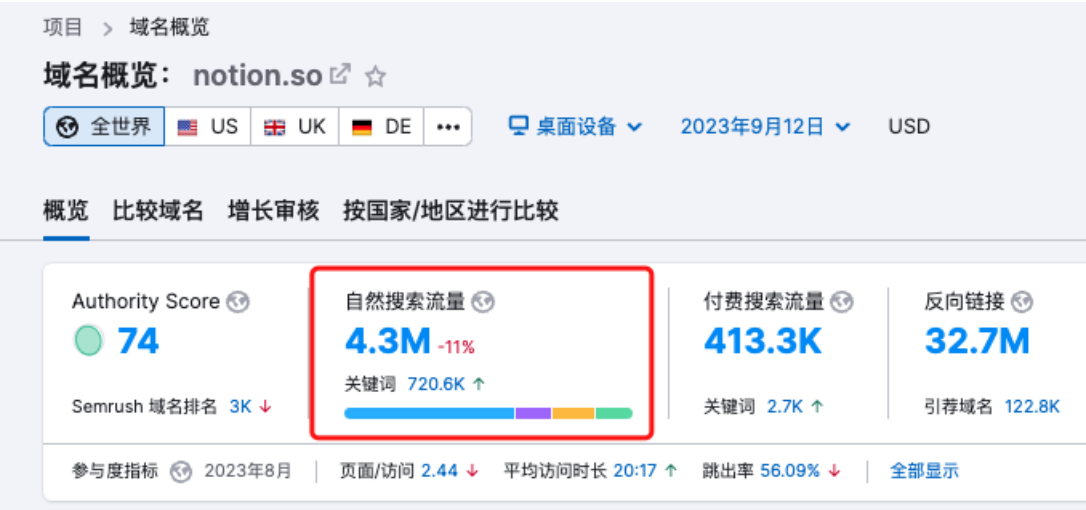 项目 > 域名概览
域名概览： notion.so
全世界 US UK DE ••• 桌面设备 2023年9月12日 USD
概览 比较域名 增长审核 按国家/地区进行比较
Authority Score
74
Semrush 域名排名 3K ↓
自然搜索流量
4.3M -11%
关键词 720.6K ↑
付费搜索流量
413.3K
关键词 2.7K ↑
反向链接
32.7M
引荐域名 122.8K
参与度指标 2023年8月 页面/访问 2.44 ↓ 平均访问时长 20:17 ↑ 跳出率 56.09% ↓ 全部显示